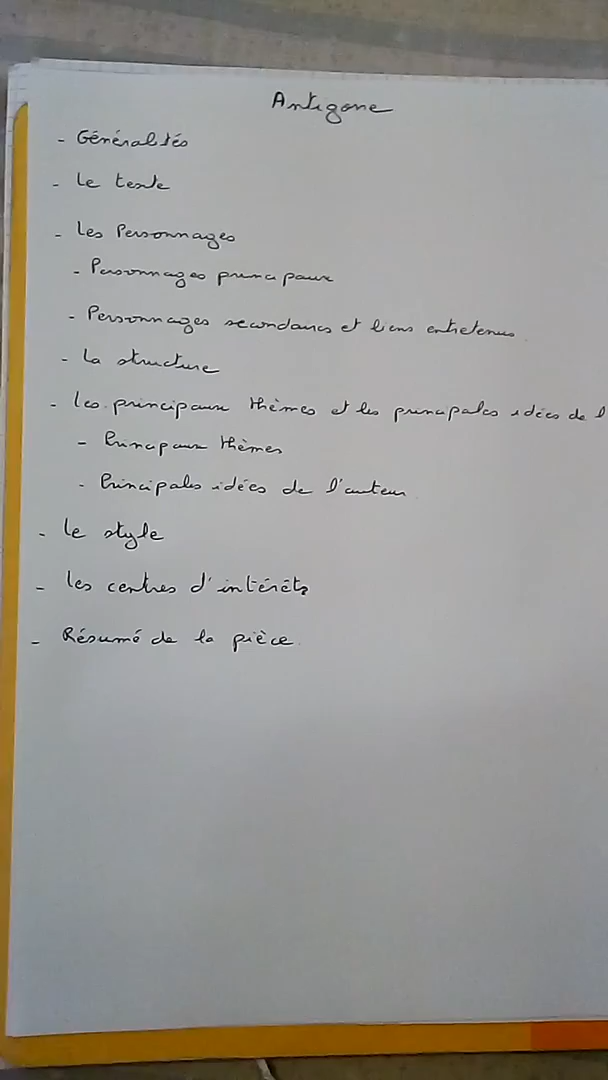 Antigone
- Généralités
- Le texte
- Les Personnages
- Personnages principaux
- Personnages secondaires et liens entretenus
- La structure
- Les principaux thèmes et les principales idées de l
- Principaux thèmes
- Principales idées de l'auteur
- Le style
- les centres d'intérêts
- Résumé de la pièce.